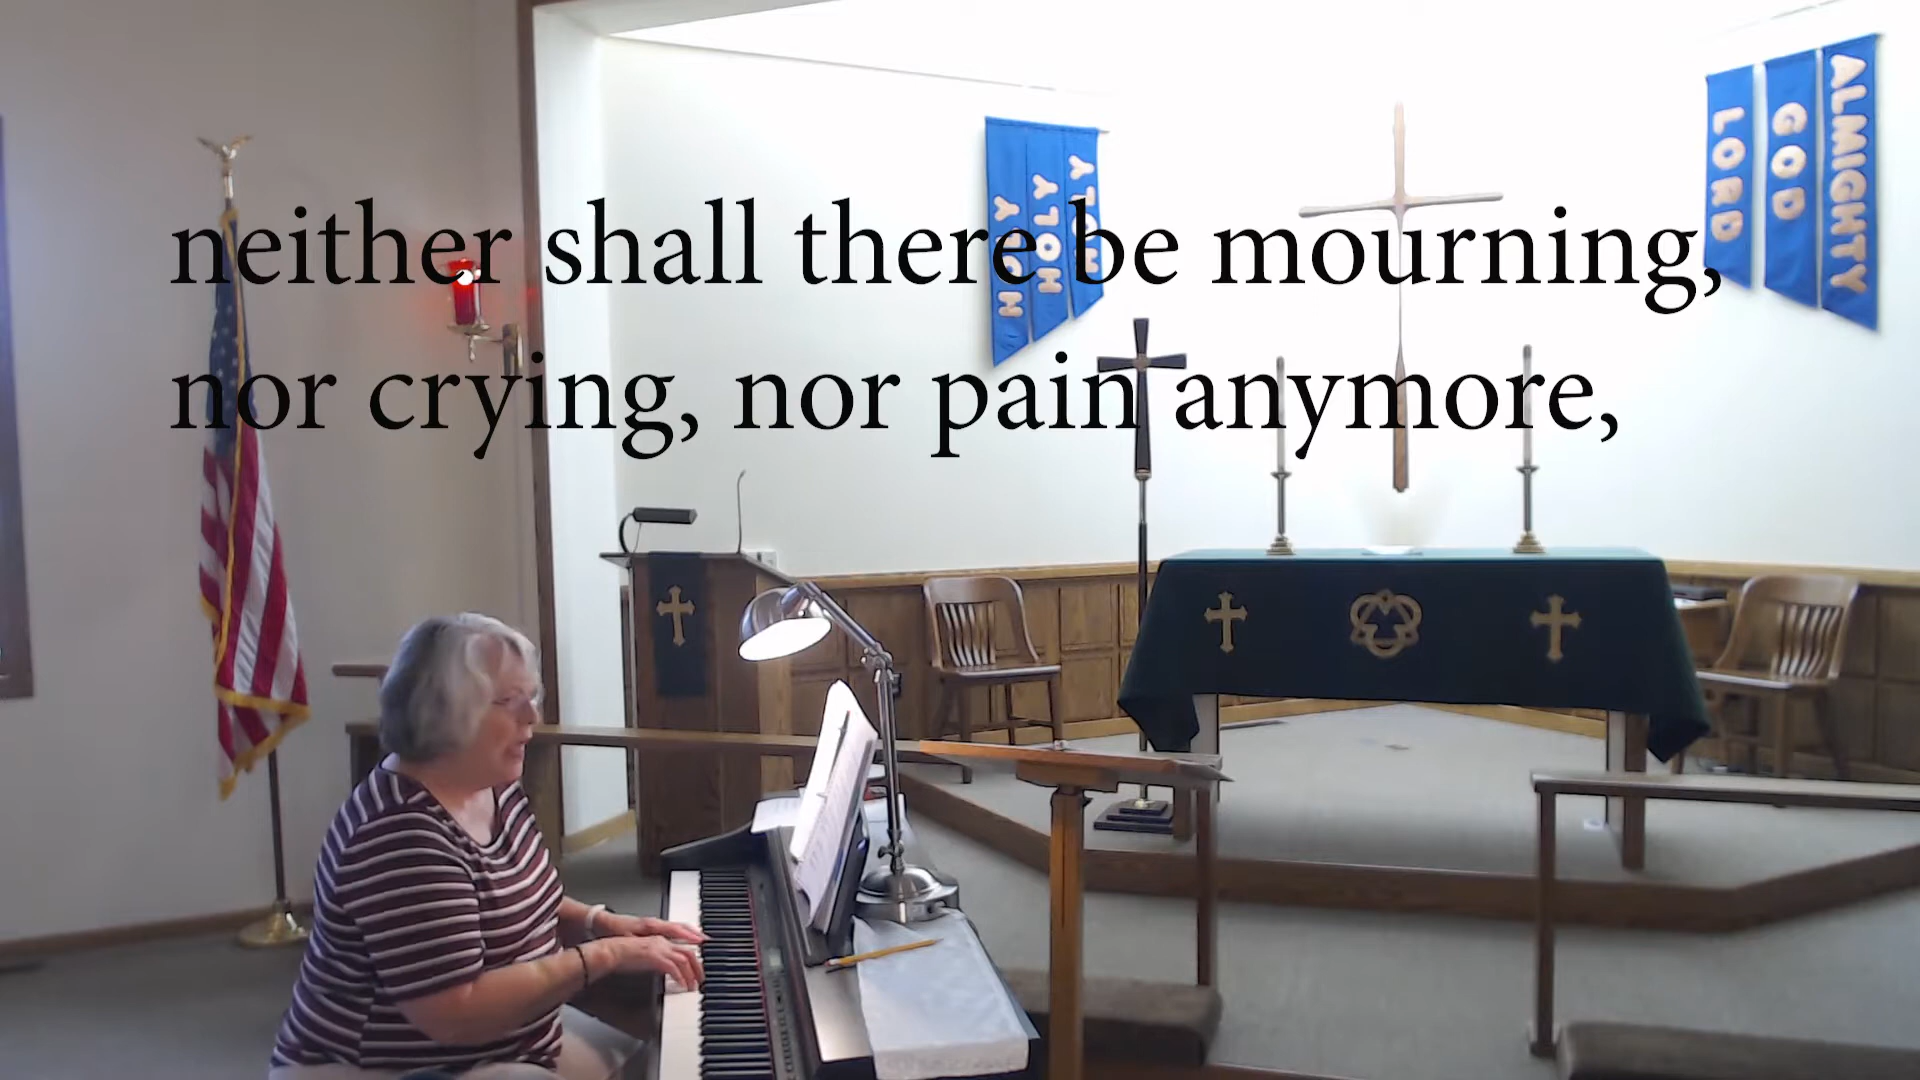 neither shall there be mourning,
nor crying, nor pain anymore,
HOLY
HOLY
HOLY
LORD
GOD
ALMIGHTY